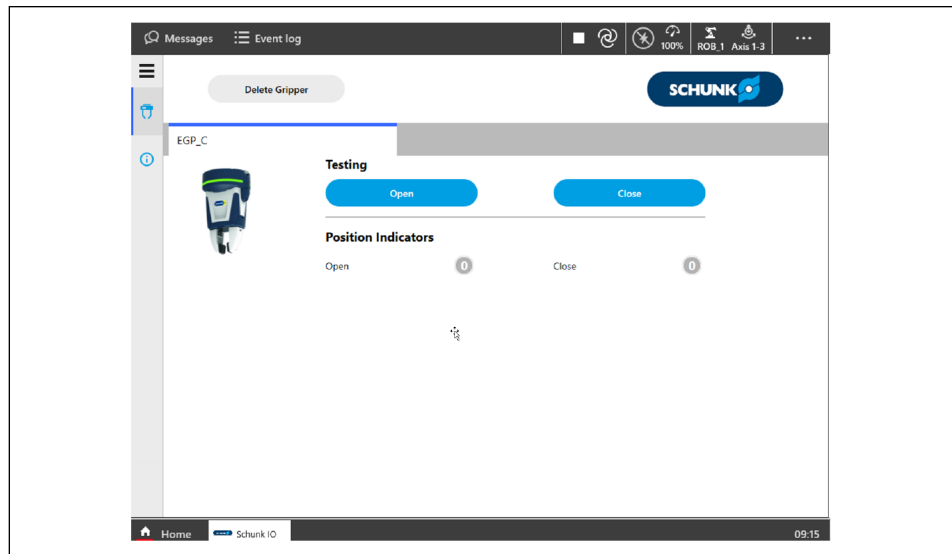 Messages Event log 100% ROB_1 Axis 1-3 ...
Delete Gripper
SCHUNK
EGP_C
Testing
Open Close
Position Indicators
Open 0 Close 0
Home Schunk IO 09:15